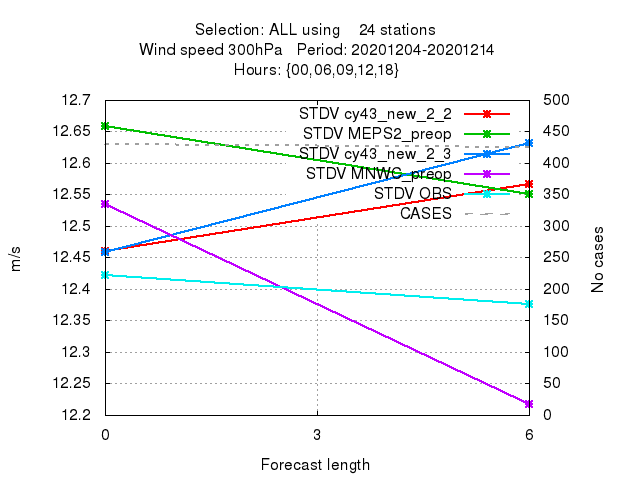 Selection: ALL using 24 stations
Wind speed 300hPa Period: 20201204-20201214
Hours: {00,06,09,12,18}
12.7 500
STDV cy43_new_2_2
12.65 450
STDV MEPS2_preop
12.6 400
STDV cy43_new_2_3
STDV MNWC_preop
12.55 350
STDV OBS
12.5 300
CASES
12.45 250
12.4 200
12.35 150
12.3 100
12.25 50
12.2 0
m/s
No cases
0 3 6
Forecast length